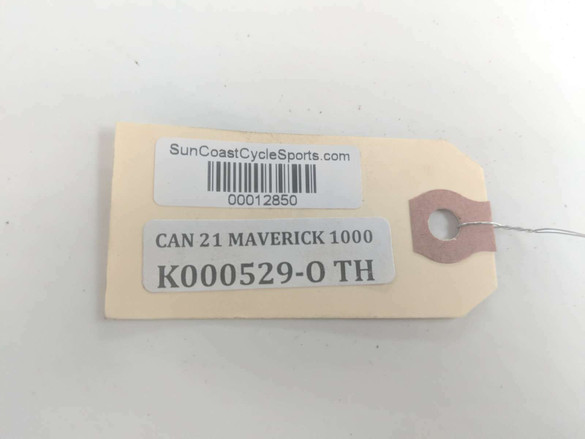 SunCoastCycleSports.com
00012850
CAN 21 MAVERICK 1000
K000529-O TH